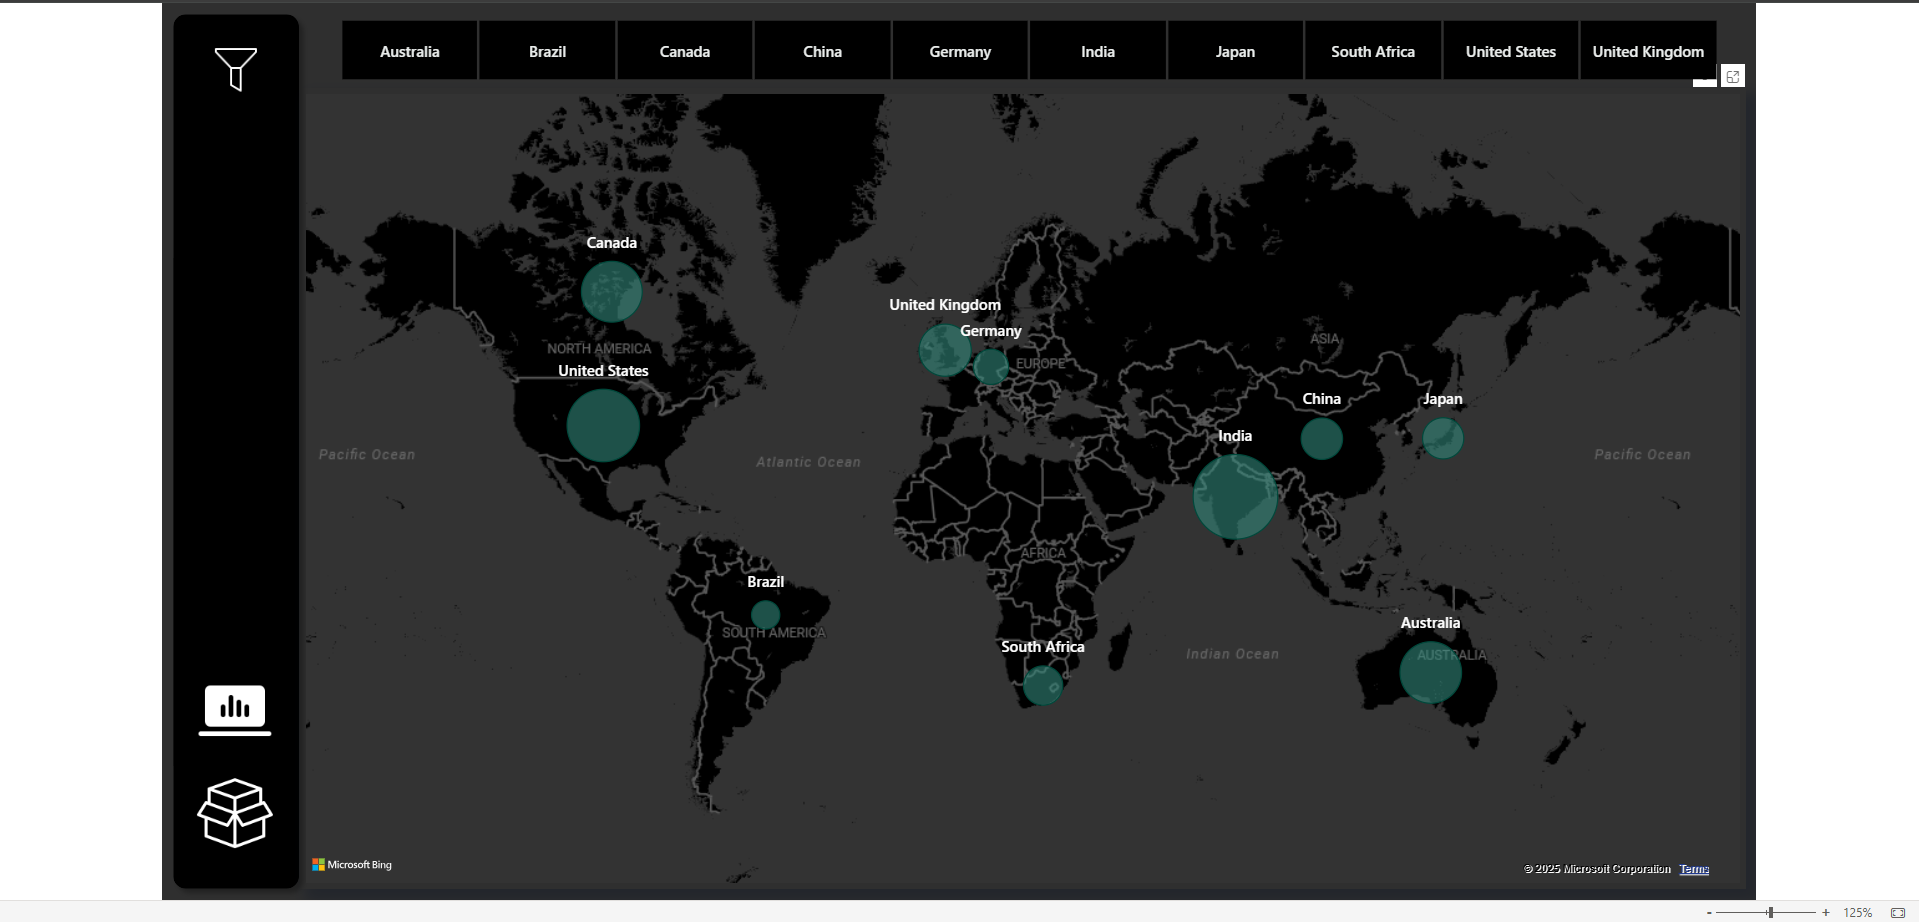 Australia
Brazil
Canada
China
Germany
India
Japan
South Africa
United States
United Kingdom
Canada
United Kingdom
Germany
NORTH AMERICA
EUROPE
ASIA
United States
China
Japan
India
Pacific Ocean
Atlantic Ocean
Pacific Ocean
AFRICA
Brazil
SOUTH AMERICA
South Africa
Indian Ocean
Australia
AUSTRALIA
Microsoft Bing
© 2025 Microsoft Corporation Terms
- + 125%